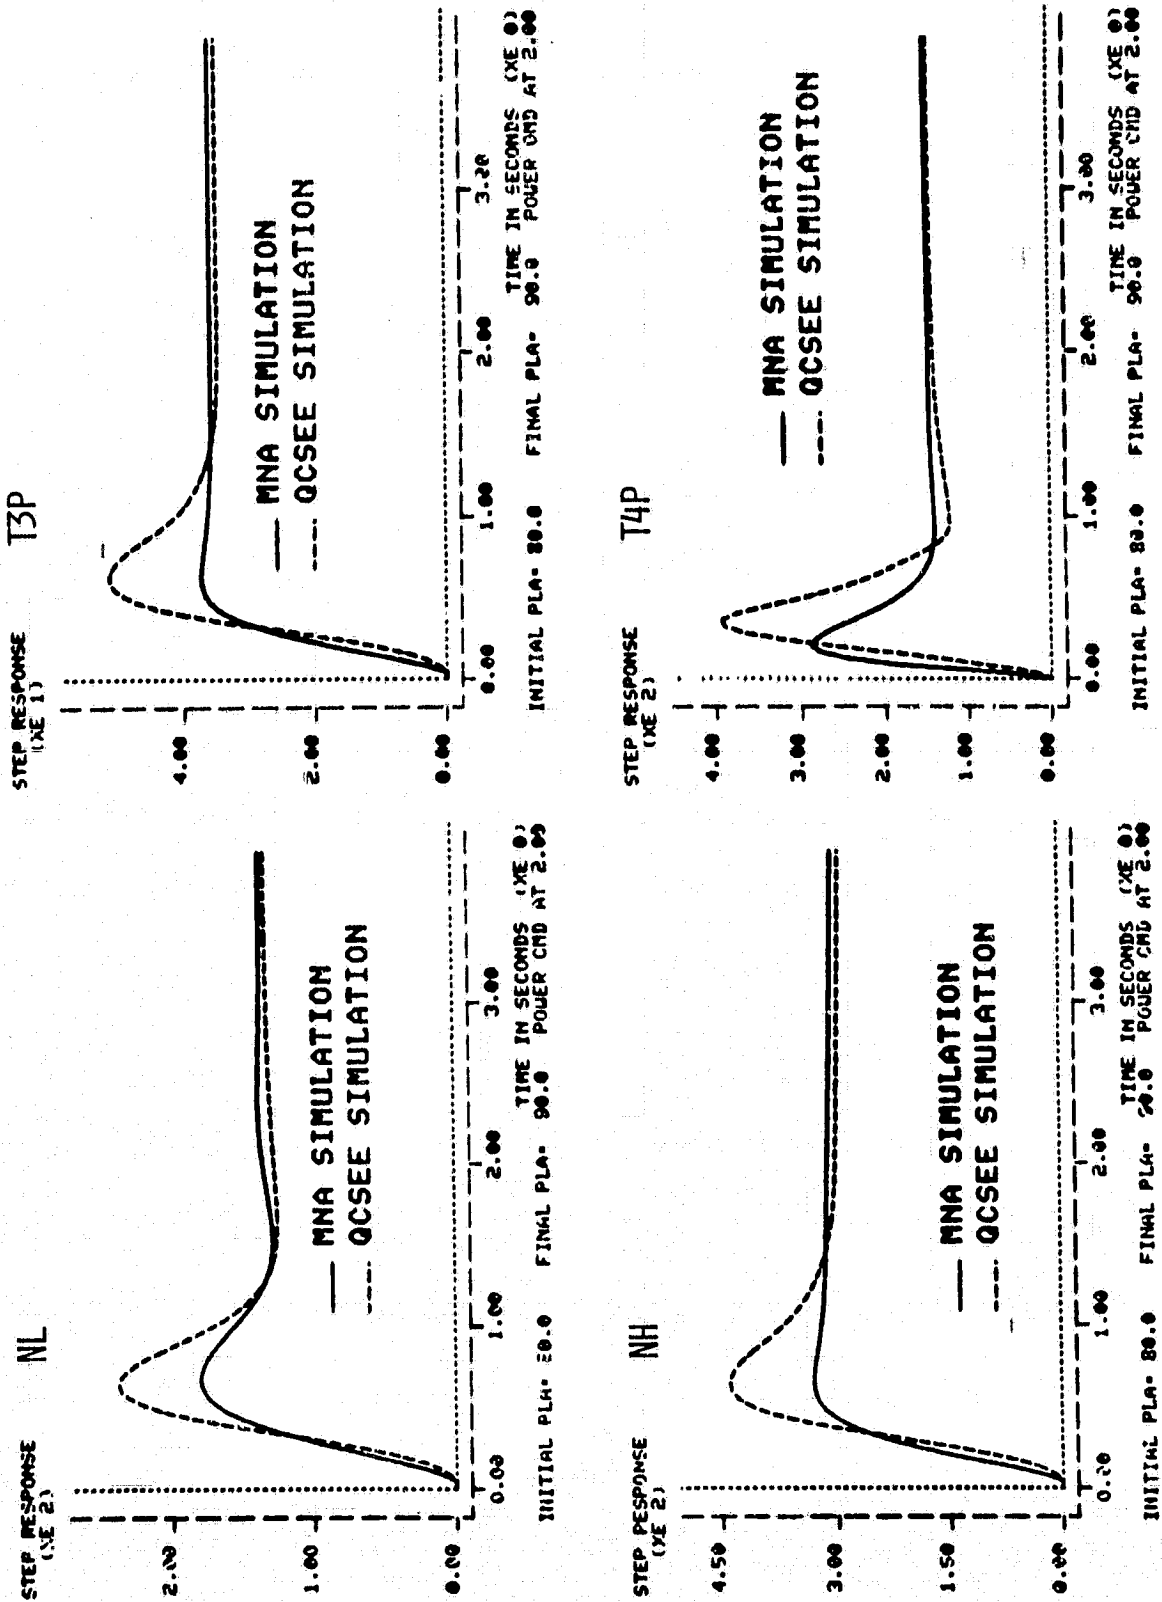 NL
STEP RESPONSE
(XE 2)
2.00
1.00
0.00
MNA SIMULATION
QCSEE SIMULATION
0.00 1.00 2.00 3.00
TIME IN SECONDS (XE 0)
INITIAL PLA= 80.0 FINAL PLA= 90.0 POWER CMD AT 2.00
T3P
STEP RESPONSE
(XE 1)
4.00
2.00
0.00
MNA SIMULATION
QCSEE SIMULATION
0.00 1.00 2.00 3.00
TIME IN SECONDS (XE 0)
INITIAL PLA= 80.0 FINAL PLA= 90.0 POWER CMD AT 2.00
NH
STEP RESPONSE
(XE 2)
4.50
3.00
1.50
0.00
MNA SIMULATION
QCSEE SIMULATION
0.00 1.00 2.00 3.00
TIME IN SECONDS (XE 0)
INITIAL PLA= 80.0 FINAL PLA= 90.0 POWER CMD AT 2.00
T4P
STEP RESPONSE
(XE 2)
4.00
3.00
2.00
1.00
0.00
MNA SIMULATION
QCSEE SIMULATION
0.00 1.00 2.00 3.00
TIME IN SECONDS (XE 0)
INITIAL PLA= 80.0 FINAL PLA= 90.0 POWER CMD AT 2.00